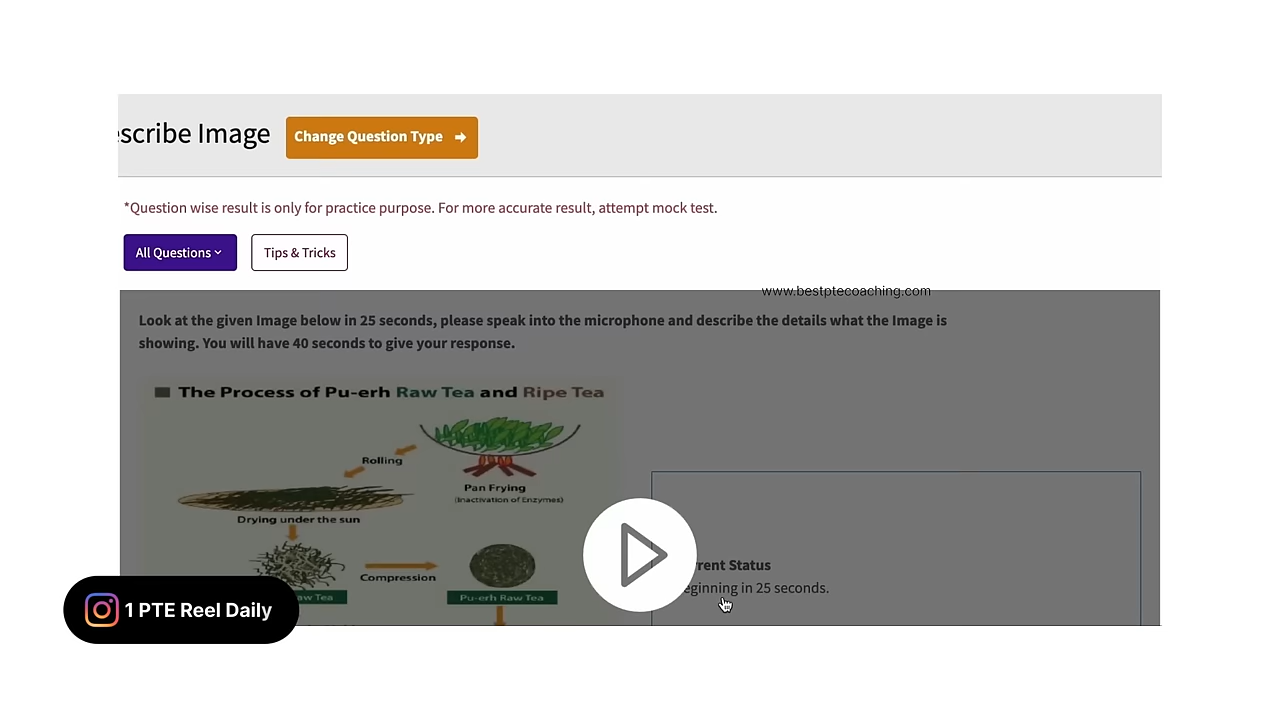 scribe Image
Change Question Type
*Question wise result is only for practice purpose. For more accurate result, attempt mock test.
All Questions
Tips & Tricks
www.bestptecoaching.com
Look at the given Image below in 25 seconds, please speak into the microphone and describe the details what the Image is
showing. You will have 40 seconds to give your response.
The Process of Pu-erh Raw Tea and Ripe Tea
Rolling
Pan Frying
(Inactivation of Enzymes)
Drying under the sun
Compression
rrent Status
eginning in 25 seconds.
aw Tea
Pu-erh Raw Tea
1 PTE Reel Daily